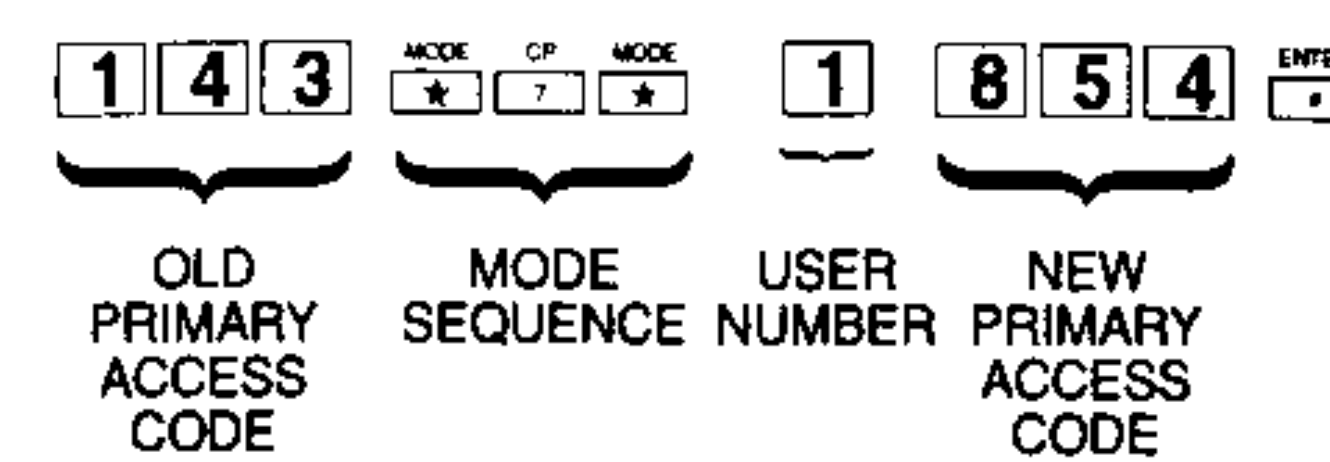 MODE CP MODE ENTE
1 4 3 ★ 7 ★ 1 8 5 4
OLD MODE USER NEW
PRIMARY SEQUENCE NUMBER PRIMARY
ACCESS ACCESS
CODE CODE